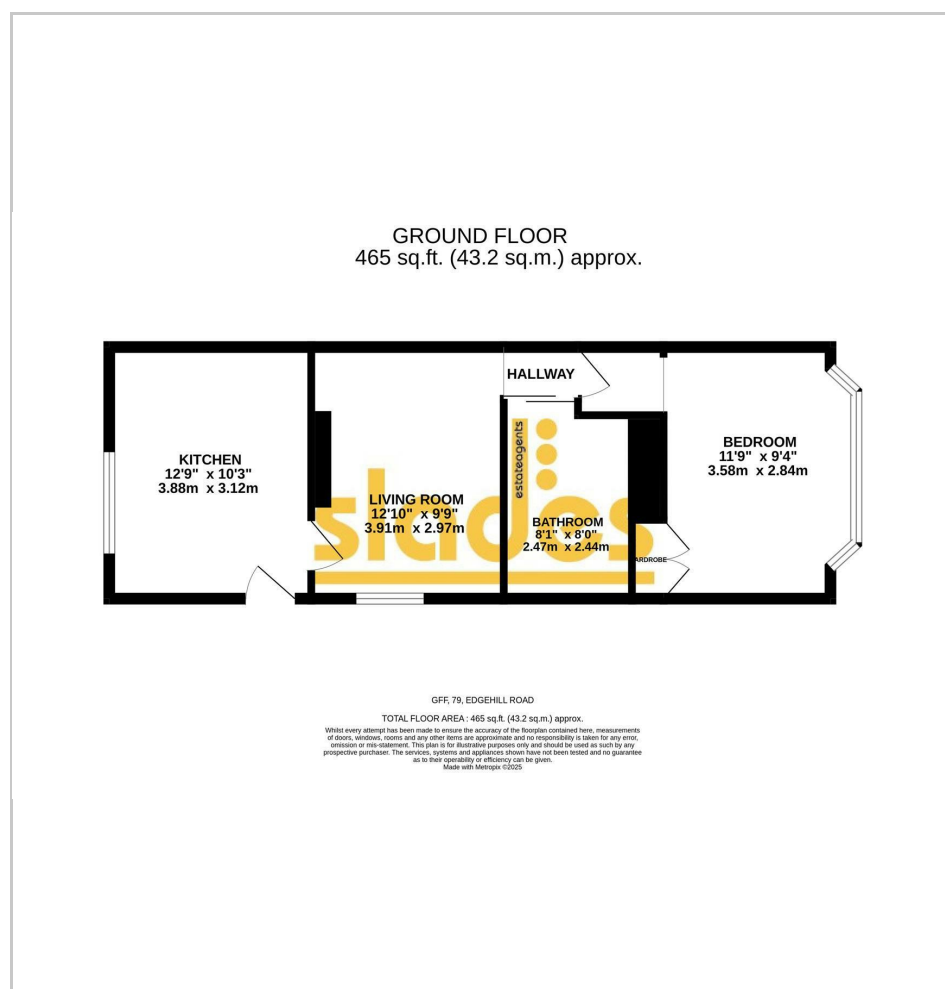 GROUND FLOOR
465 sq.ft. (43.2 sq.m.) approx.
HALLWAY
KITCHEN
12'9" x 10'3"
3.88m x 3.12m
LIVING ROOM
12'10" x 9'9"
3.91m x 2.97m
estateagents
slades
BATHROOM
8'1" x 8'0"
2.47m x 2.44m
ARDROBE
BEDROOM
11'9" x 9'4"
3.58m x 2.84m
GFF, 79, EDGEHILL ROAD
TOTAL FLOOR AREA : 465 sq.ft. (43.2 sq.m.) approx.
Whilst every attempt has been made to ensure the accuracy of the floorplan contained here, measurements
of doors, windows, rooms and any other items are approximate and no responsibility is taken for any error,
omission or mis-statement. This plan is for illustrative purposes only and should be used as such by any
prospective purchaser. The services, systems and appliances shown have not been tested and no guarantee
as to their operability or efficiency can be given.
Made with Metropix ©2025